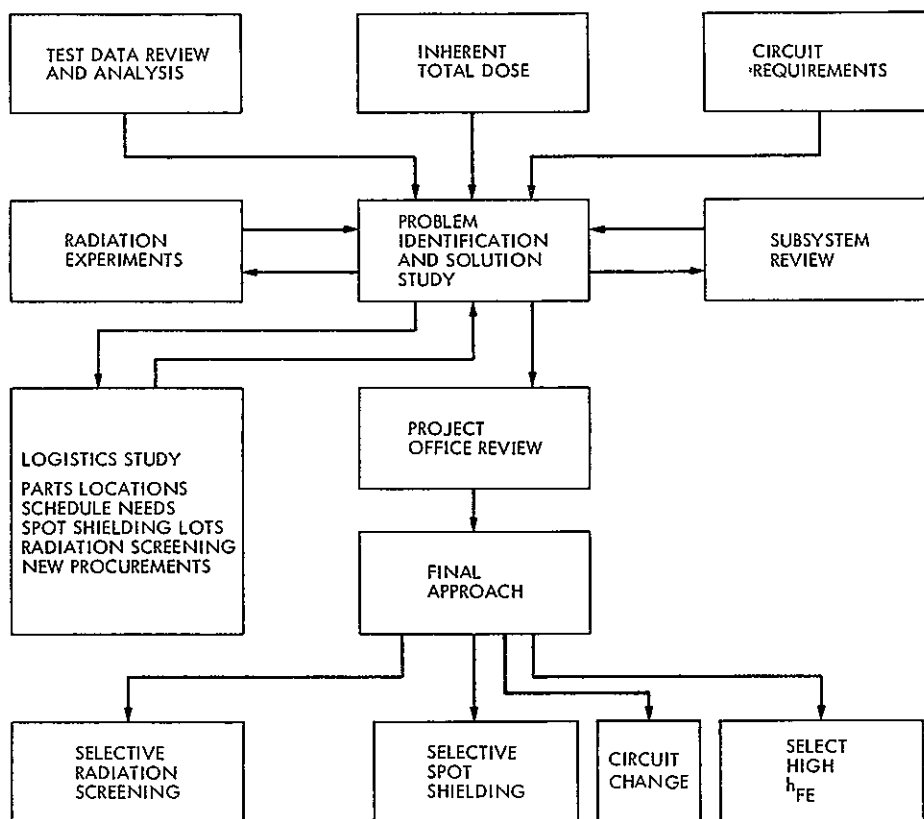 TEST DATA REVIEW
AND ANALYSIS
INHERENT
TOTAL DOSE
CIRCUIT
REQUIREMENTS
RADIATION
EXPERIMENTS
PROBLEM
IDENTIFICATION
AND SOLUTION
STUDY
SUBSYSTEM
REVIEW
LOGISTICS STUDY
PARTS LOCATIONS
SCHEDULE NEEDS
SPOT SHIELDING LOTS
RADIATION SCREENING
NEW PROCUREMENTS
PROJECT
OFFICE REVIEW
FINAL
APPROACH
SELECTIVE
RADIATION
SCREENING
SELECTIVE
SPOT
SHIELDING
CIRCUIT
CHANGE
SELECT
HIGH
hFE